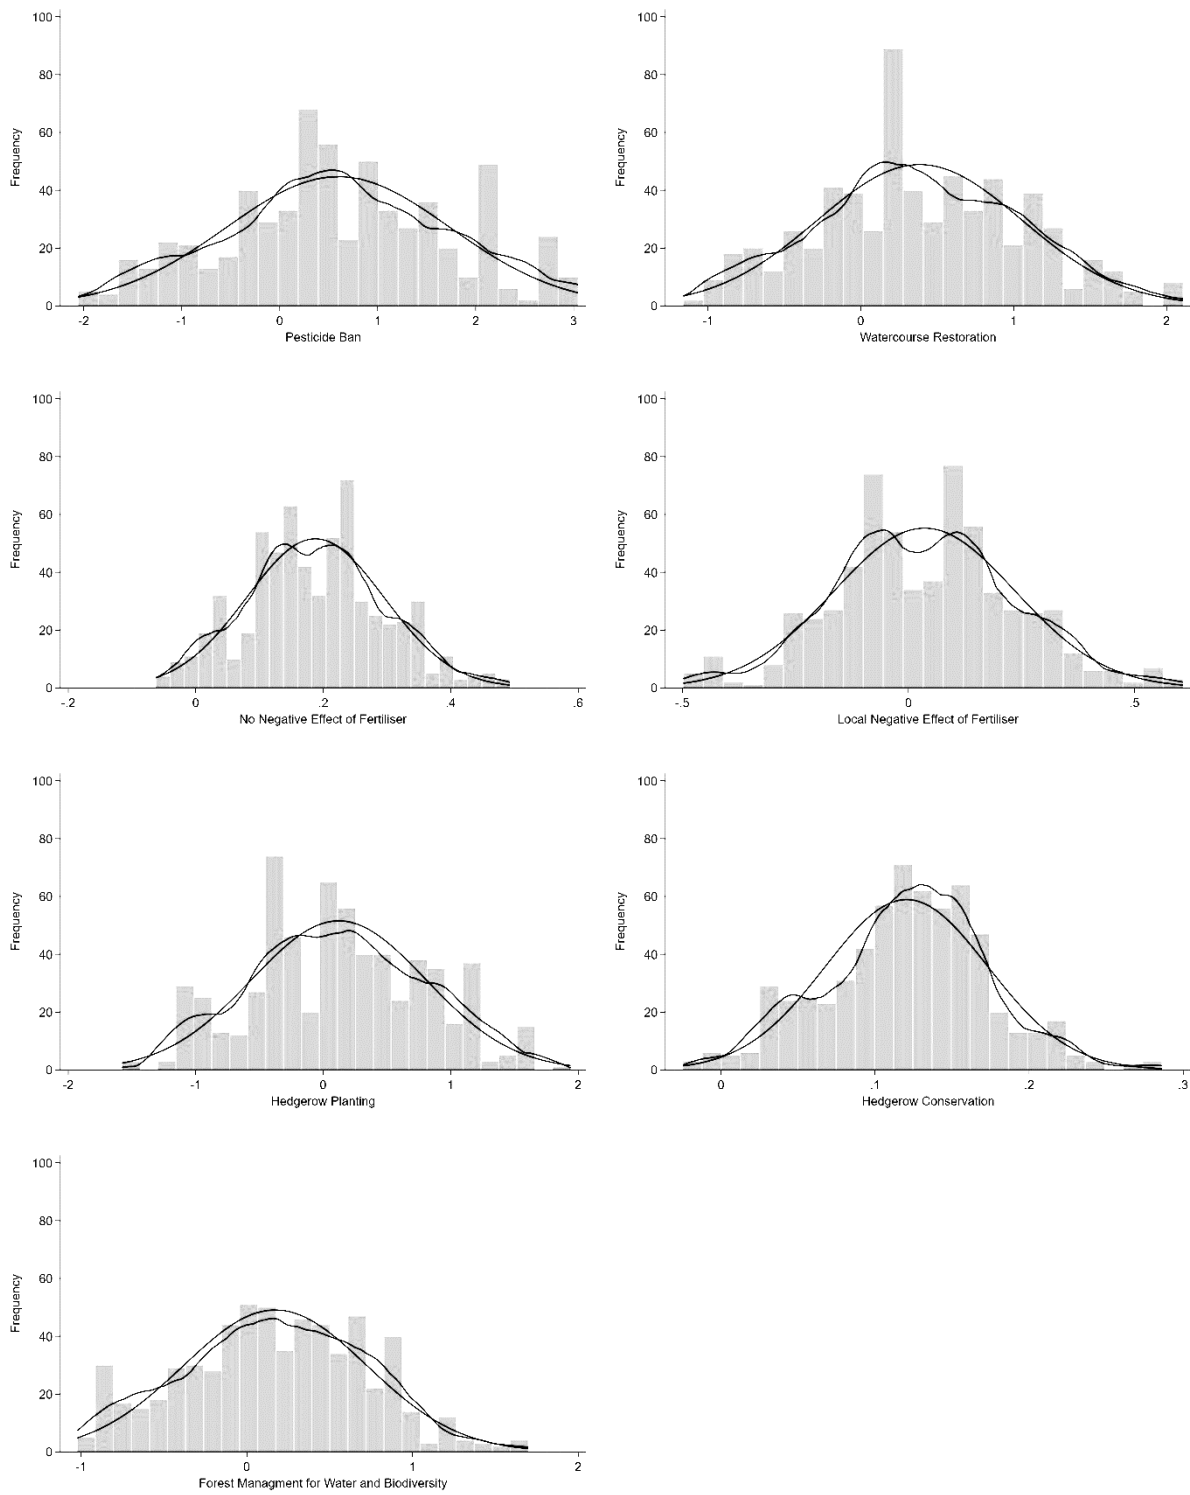 100
80
60
40
20
0
Frequency
-2 -1 0 1 2 3
Pesticide Ban
100
80
60
40
20
0
Frequency
-1 0 1 2
Watercourse Restoration
100
80
60
40
20
0
Frequency
-.2 0 .2 .4 .6
No Negative Effect of Fertiliser
100
80
60
40
20
0
Frequency
-.5 0 .5
Local Negative Effect of Fertiliser
100
80
60
40
20
0
Frequency
-2 -1 0 1 2
Hedgerow Planting
100
80
60
40
20
0
Frequency
0 .1 .2 .3
Hedgerow Conservation
100
80
60
40
20
0
Frequency
-1 0 1 2
Forest Managment for Water and Biodiversity